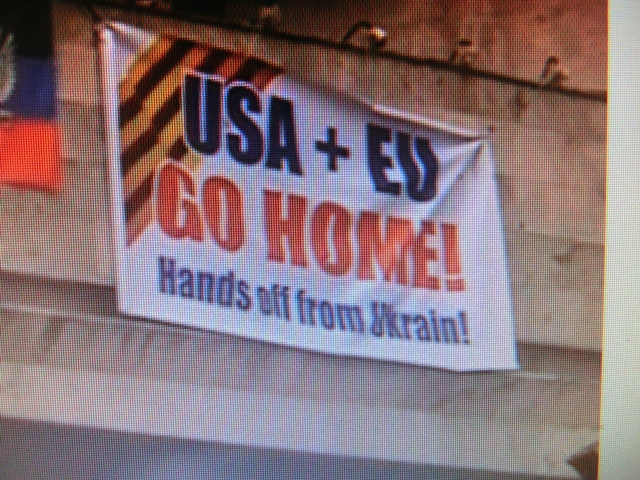 USA + EU
GO HOME!
Hands off from Ukrain!